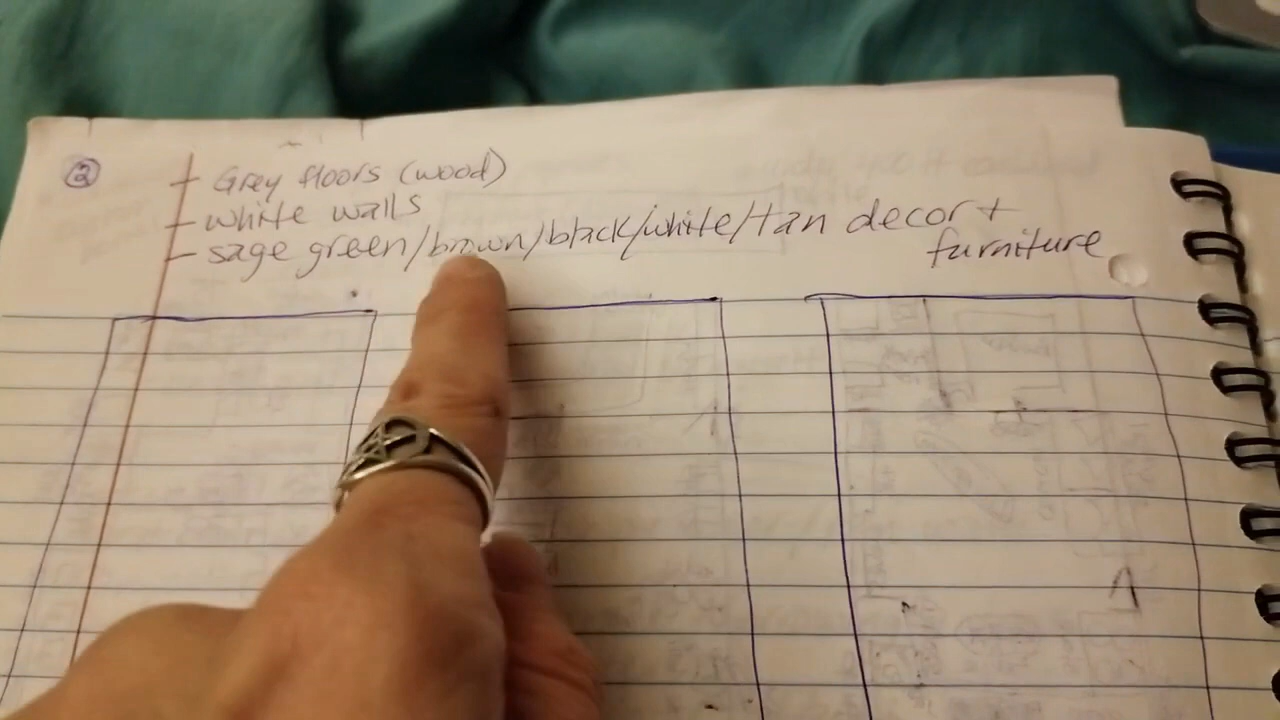 ② - Grey floors (wood)
- white walls
- sage green/brown/black/white/tan decor +
furniture